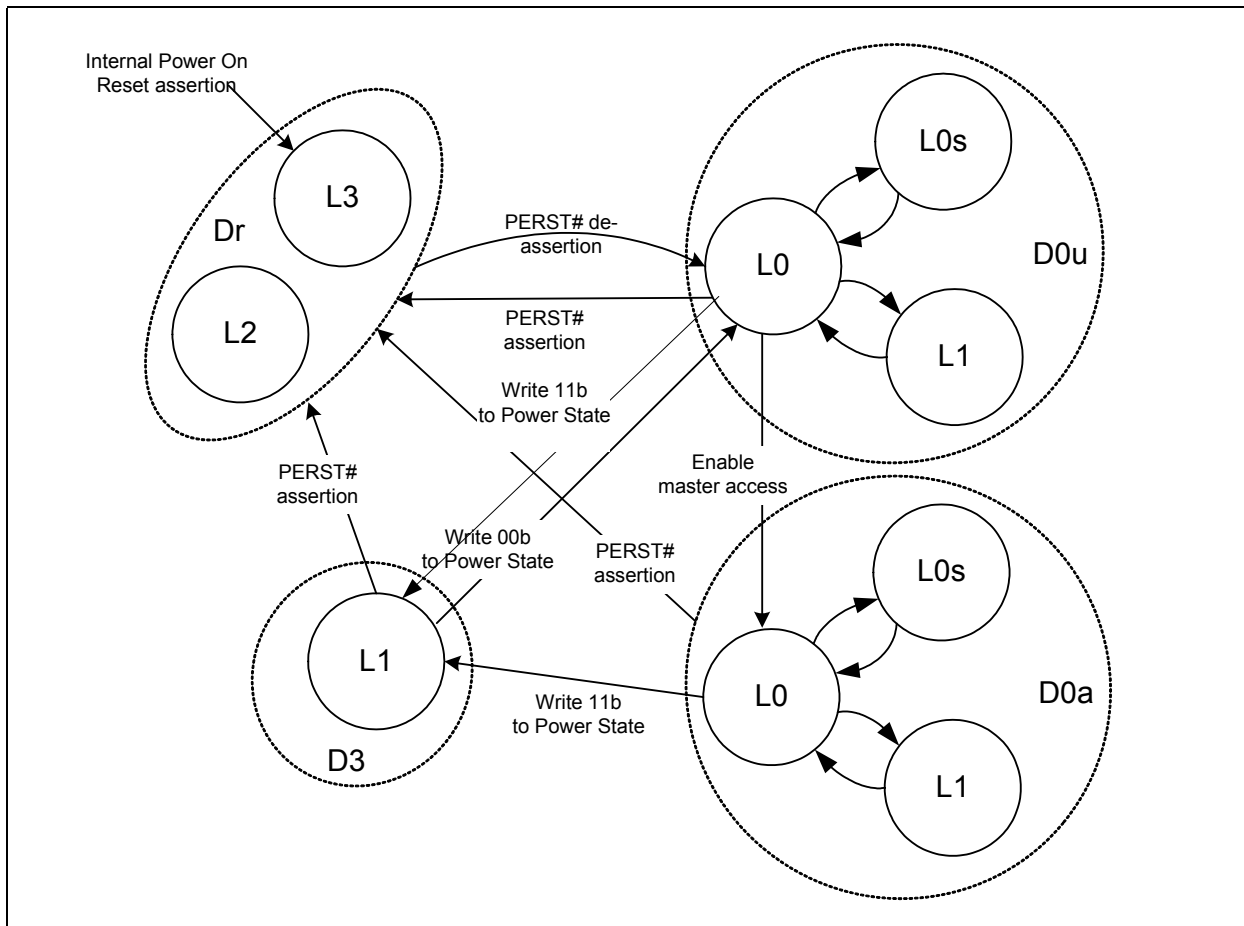 Internal Power On
Reset assertion
L3
Dr
L2
PERST# de-
assertion
PERST#
assertion
L0s
L0
D0u
L1
Write 11b
to Power State
PERST#
assertion
Enable
master access
Write 00b
to Power State
PERST#
assertion
L1
D3
Write 11b
to Power State
L0s
L0
D0a
L1